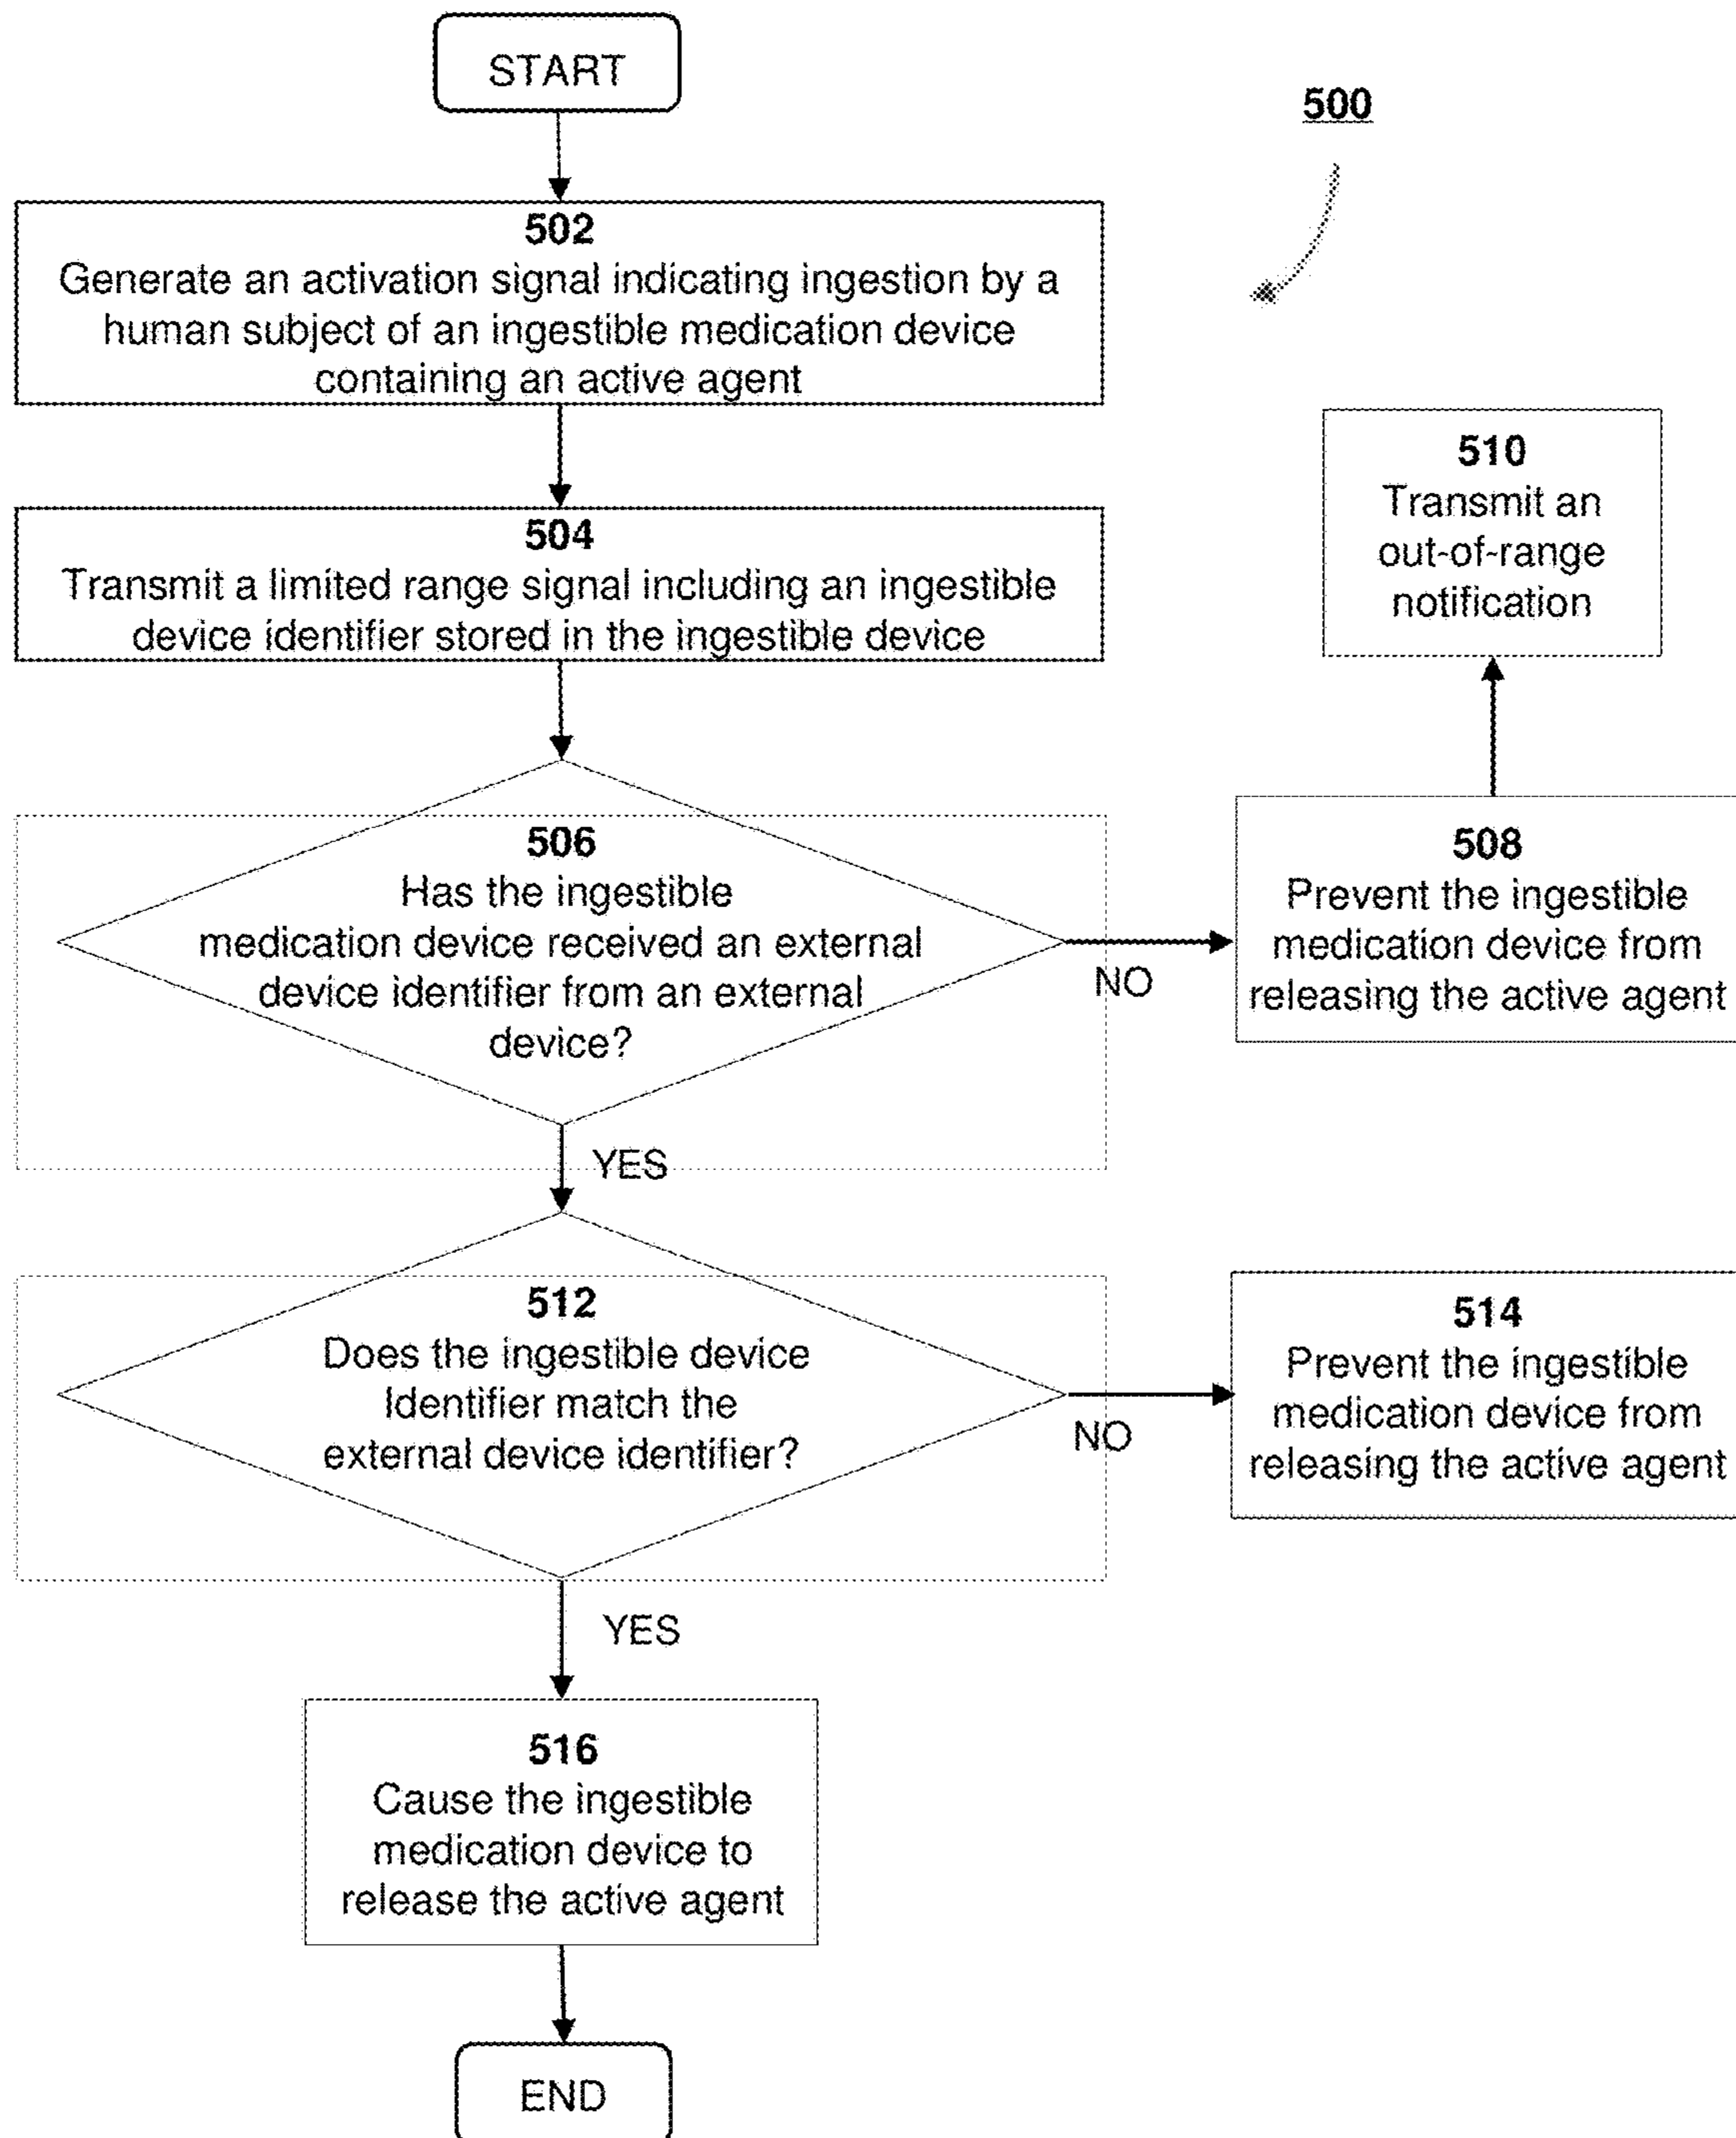 START
500
502
Generate an activation signal indicating ingestion by a
human subject of an ingestible medication device
containing an active agent
504
Transmit a limited range signal including an ingestible
device identifier stored in the ingestible device
510
Transmit an
out-of-range
notification
506
Has the ingestible
medication device received an external
device identifier from an external
device?
NO
508
Prevent the ingestible
medication device from
releasing the active agent
YES
512
Does the ingestible device
Identifier match the
external device identifier?
NO
514
Prevent the ingestible
medication device from
releasing the active agent
YES
516
Cause the ingestible
medication device to
release the active agent
END